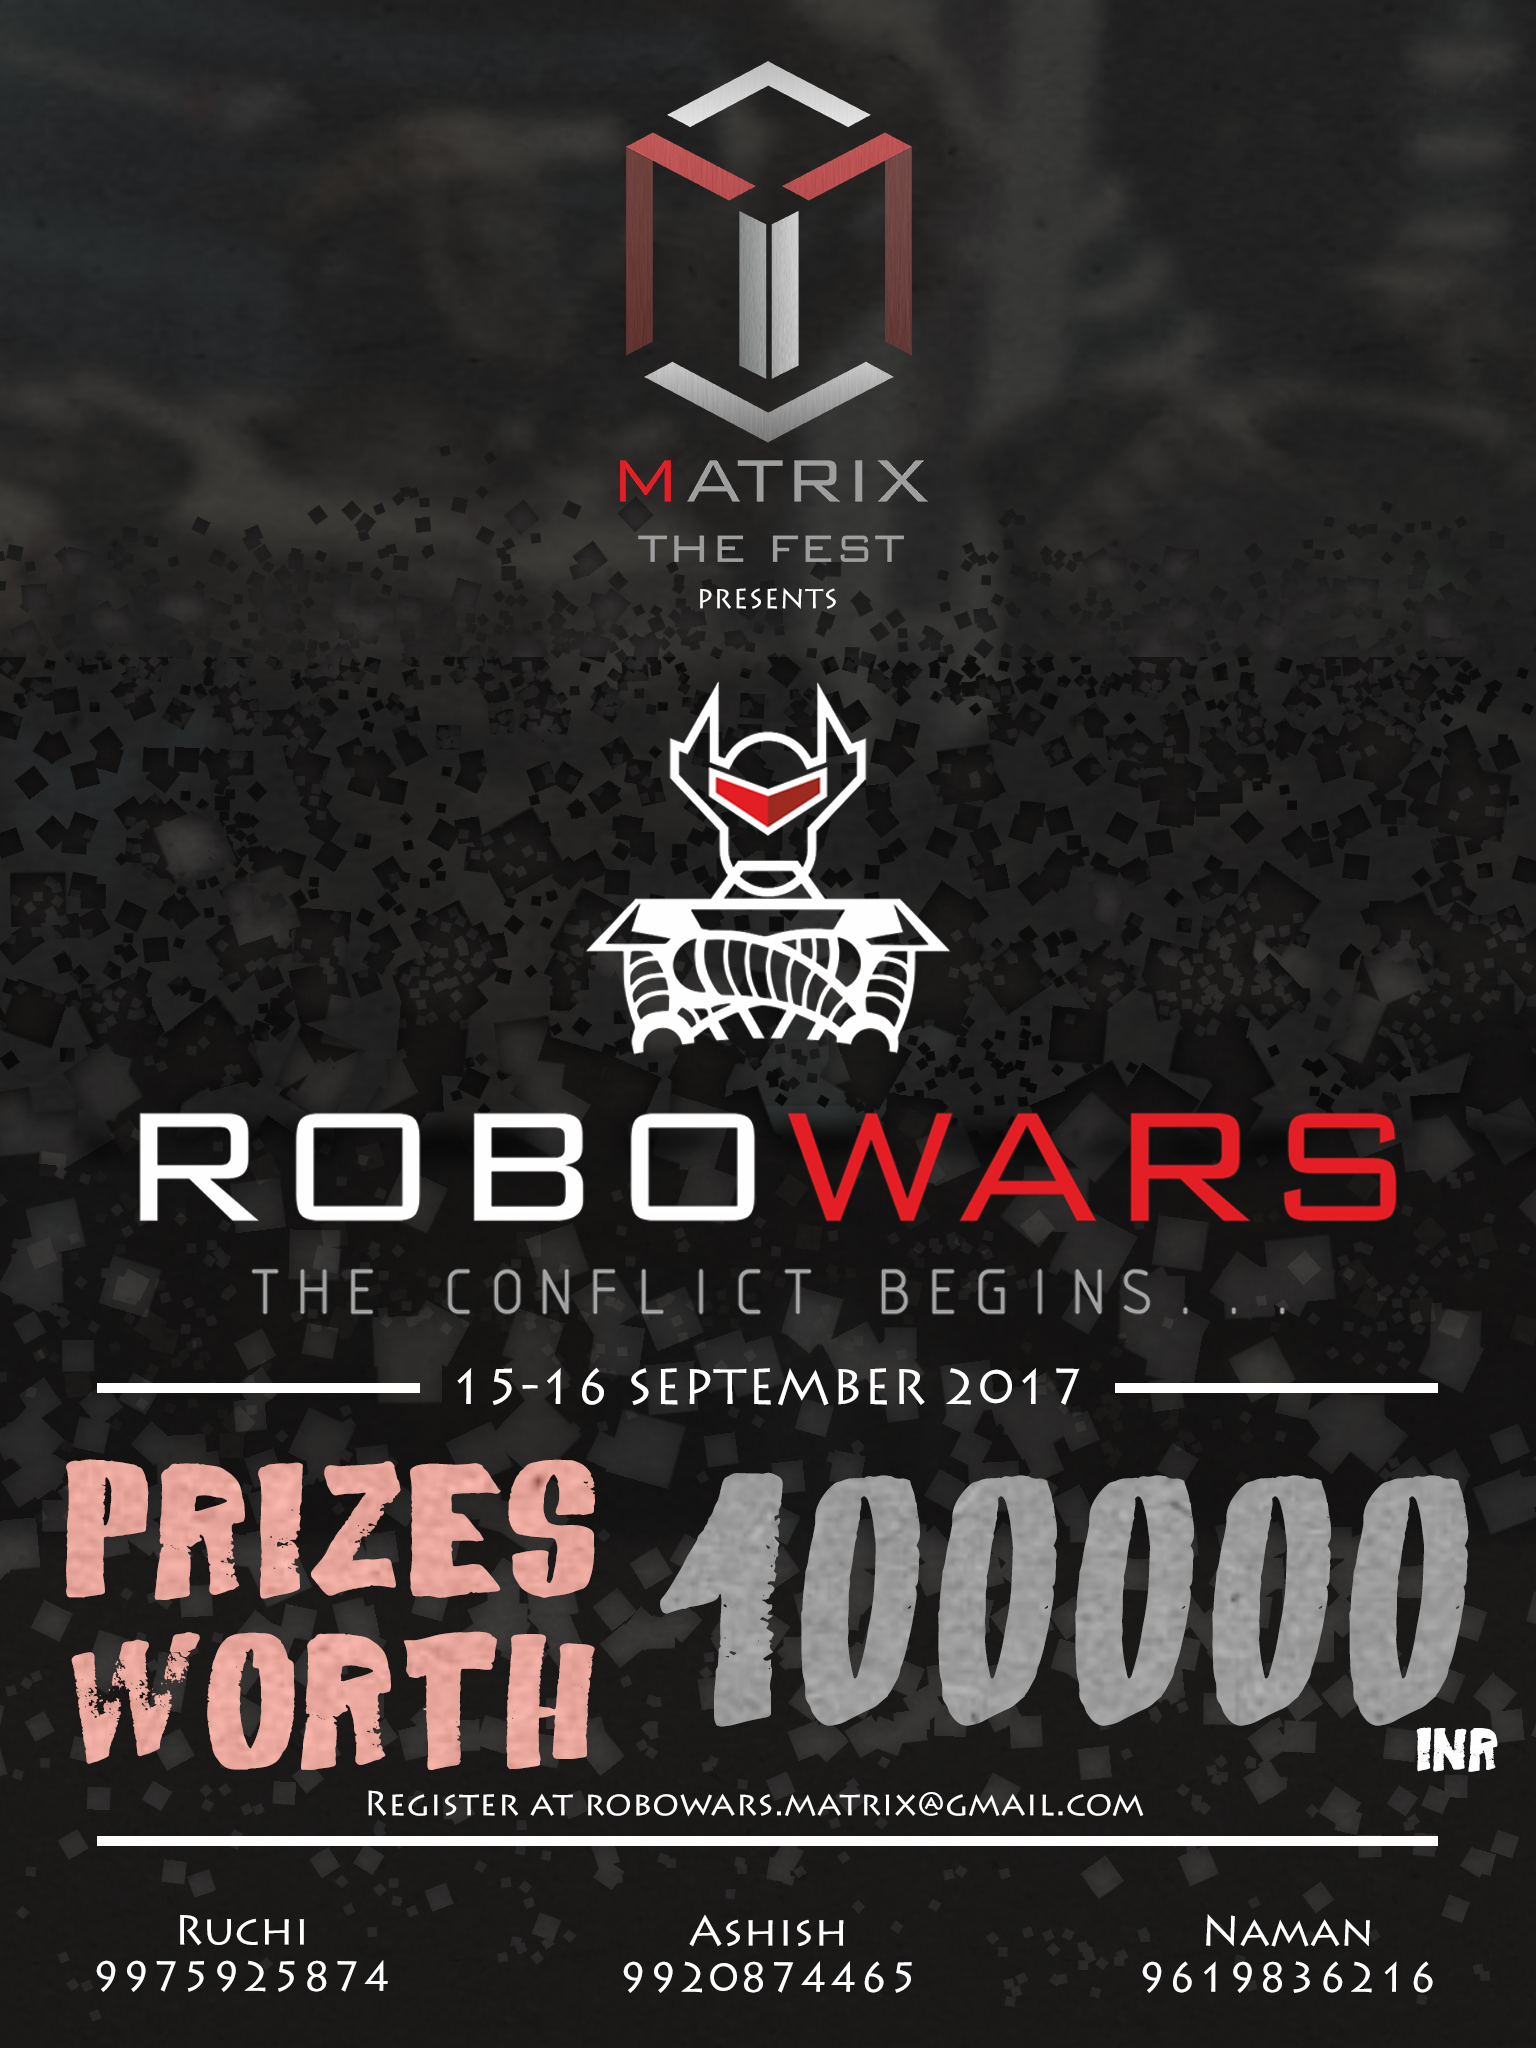 MATRIX
THE FEST
PRESENTS
ROBOWARS
THE CONFLICT BEGINS...
15-16 SEPTEMBER 2017
PRIZES
WORTH
100000
INR
REGISTER AT ROBOWARS.MATRIX@GMAIL.COM
RUCHI
9975925874
ASHISH
9920874465
NAMAN
9619836216